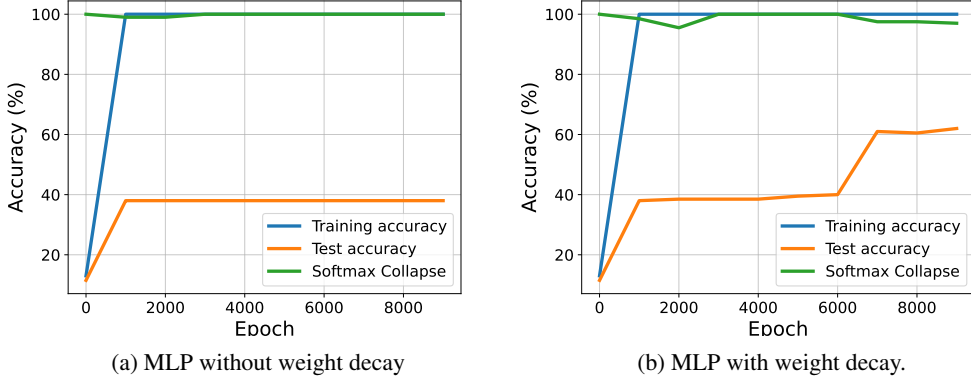 100
80
60
40
20
Accuracy (%)
0 2000 4000 6000 8000
Epoch
Training accuracy
Test accuracy
Softmax Collapse
(a) MLP without weight decay
100
80
60
40
20
Accuracy (%)
0 2000 4000 6000 8000
Epoch
Training accuracy
Test accuracy
Softmax Collapse
(b) MLP with weight decay.